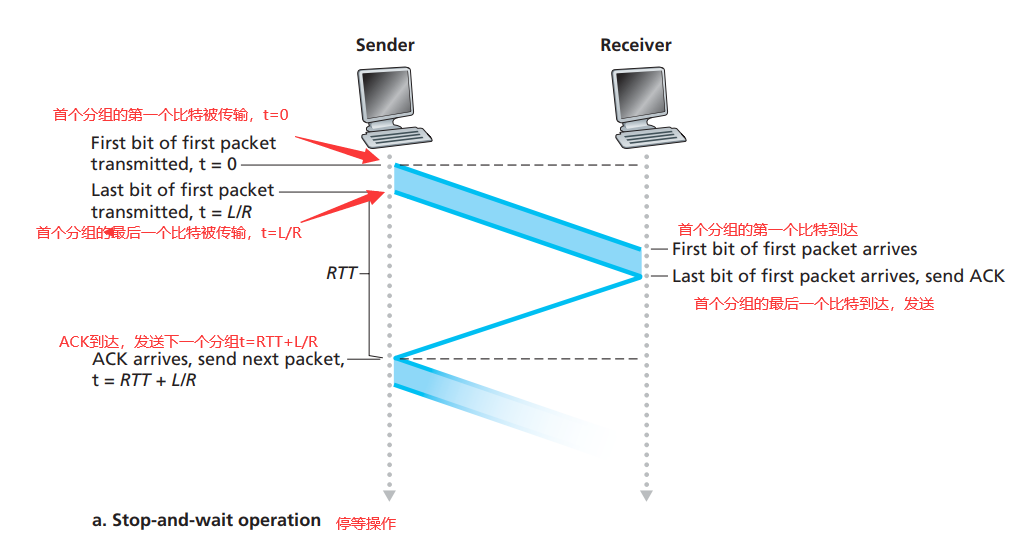 Sender
Receiver
首个分组的第一个比特被传输，t=0
First bit of first packet
transmitted, t = 0
Last bit of first packet
transmitted, t = L/R
首个分组的最后一个比特被传输，t=L/R
首个分组的第一个比特到达
First bit of first packet arrives
RTT
Last bit of first packet arrives, send ACK
首个分组的最后一个比特到达，发送
ACK到达，发送下一个分组t=RTT+L/R
ACK arrives, send next packet,
t = RTT + L/R
a. Stop-and-wait operation 停等操作